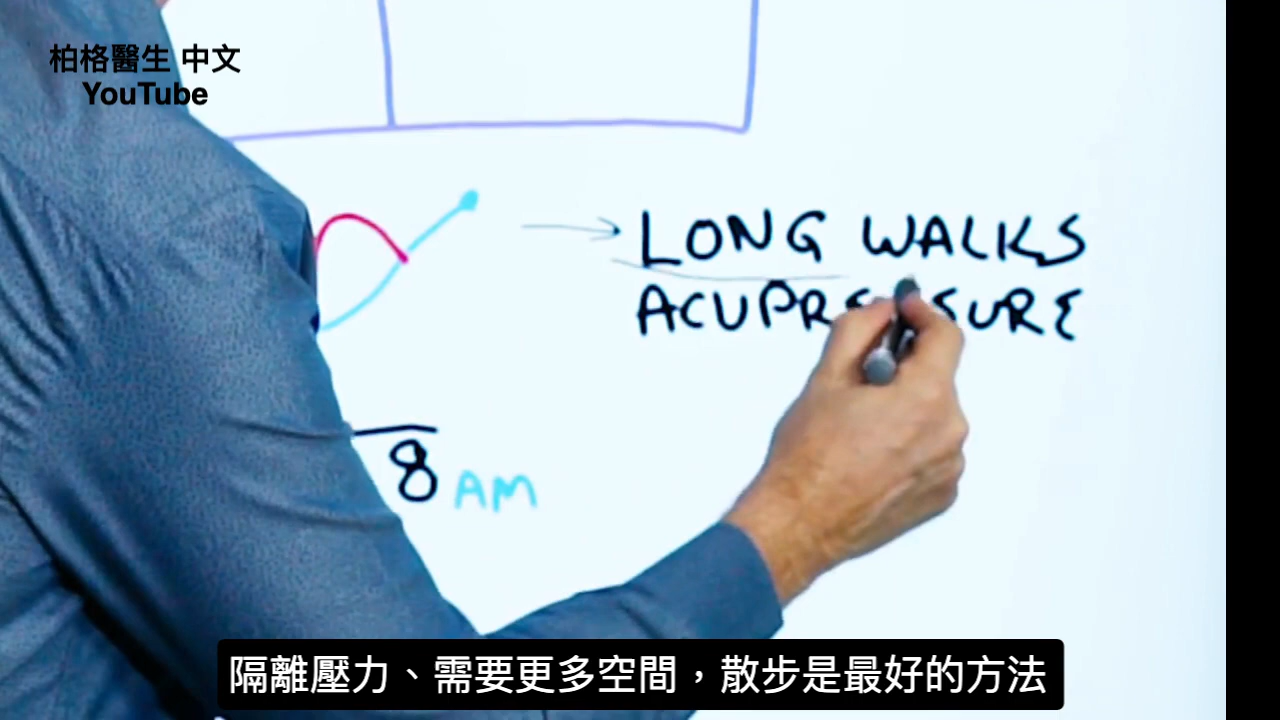 柏格醫生 中文
YouTube
LONG WALKS
ACUPRESSURE
8 AM
隔離壓力、需要更多空間，散步是最好的方法